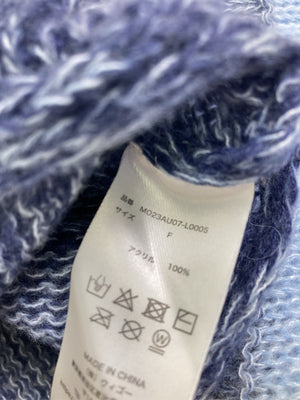 品番 MO23AU07-L0005
サイズ
F
アクリル 100%
W
MADE IN CHINA
(株) ウィゴー